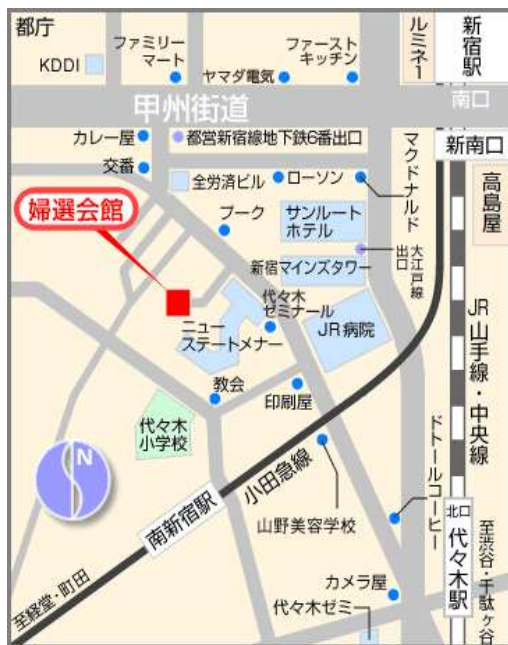 都庁
KDDI
ファミリー
マート
ヤマダ電気
ファースト
キッチン
ルミネ1
新宿駅
南口
甲州街道
新南口
カレー屋
都営新宿線地下鉄6番出口
交番
全労済ビル
ローソン
マクドナルド
高島屋
婦選会館
プーク
サンルート
ホテル
新宿マインズタワー
大江戸線
出口
代々木
ゼミナール
ニュー
ステートメナー
JR病院
JR山手線・中央線
教会
印刷屋
代々木
小学校
N
小田急線
南新宿駅
山野美容学校
ドトールコーヒー
北口
代々木駅
至渋谷・千駄ヶ谷
至経堂・町田
カメラ屋
代々木ゼミ